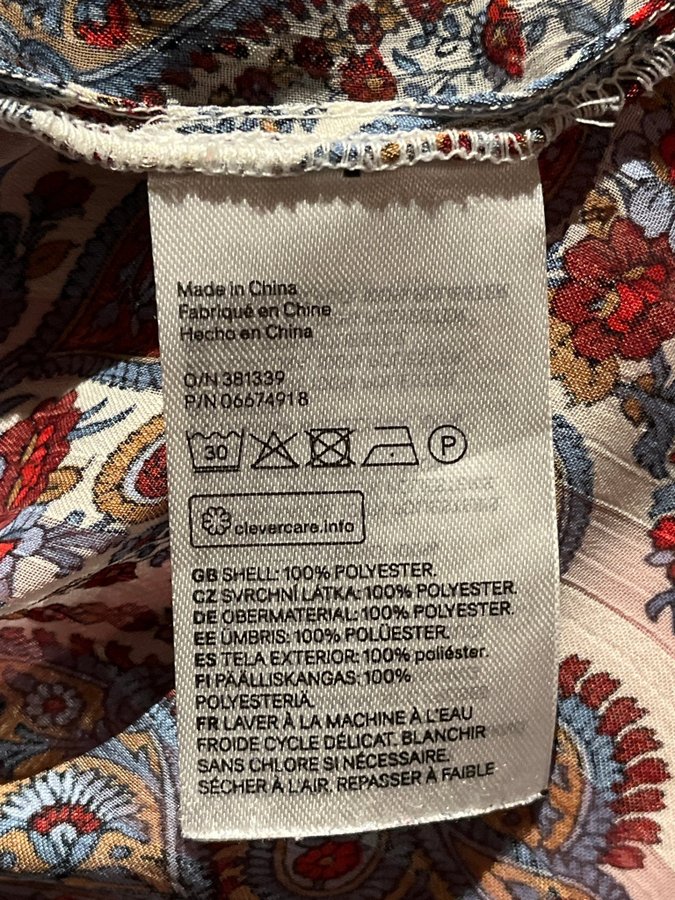 Made in China
Fabriqué en Chine
Hecho en China
O/N 381339
P/N 06674918
30 P
clevercare.info
GB SHELL: 100% POLYESTER.
CZ SVRCHNÍ LÁTKA: 100% POLYESTER.
DE OBERMATERIAL: 100% POLYESTER.
EE ÜMBRIS: 100% POLÜESTER.
ES TELA EXTERIOR: 100% poliéster.
FI PÄÄLLISKANGAS: 100%
POLYESTERIÄ.
FR LAVER À LA MACHINE À L'EAU
FROIDE CYCLE DÉLICAT. BLANCHIR
SANS CHLORE SI NÉCESSAIRE.
SÉCHER À L'AIR. REPASSER À FAIBLE